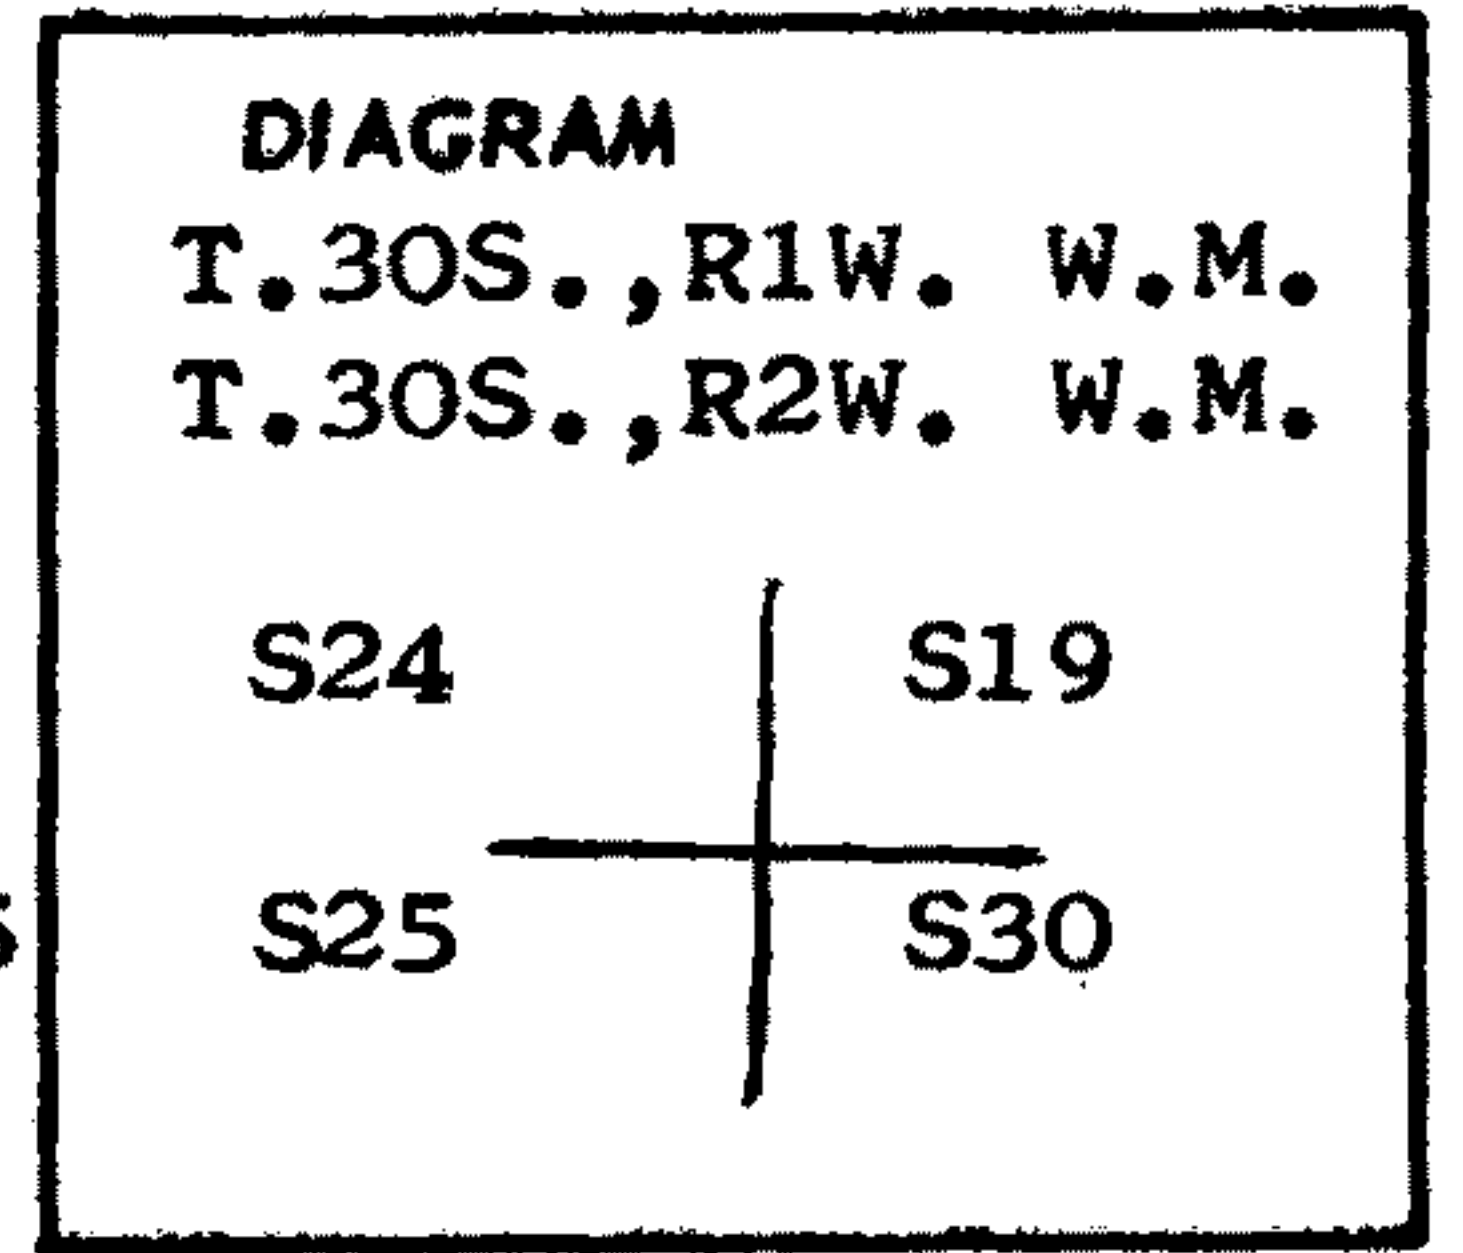 DIAGRAM
T.30S.,R1W. W.M.
T.30S.,R2W. W.M.
S24 S19
S25 S30